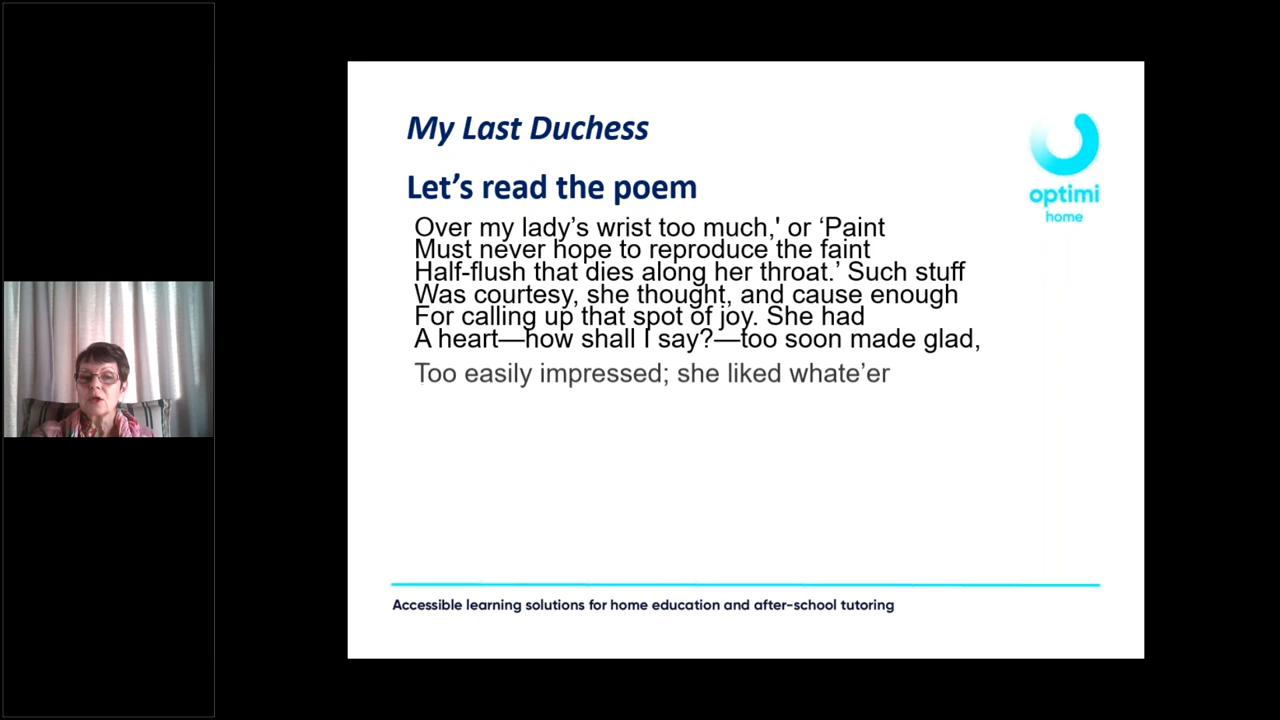 My Last Duchess
Let's read the poem
optimi
home
Over my lady’s wrist too much,' or ‘Paint
Must never hope to reproduce the faint
Half-flush that dies along her throat.’ Such stuff
Was courtesy, she thought, and cause enough
For calling up that spot of joy. She had
A heart—how shall I say?—too soon made glad,
Too easily impressed; she liked whate’er
Accessible learning solutions for home education and after-school tutoring